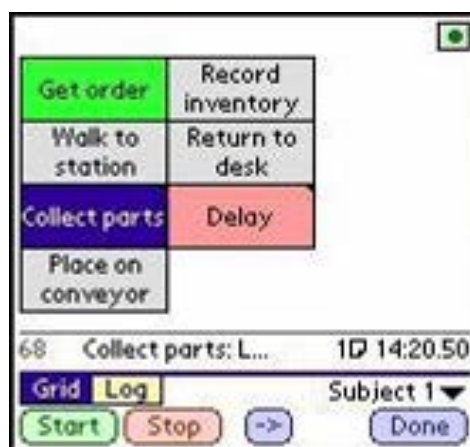 Get order
Record
inventory
Walk to
station
Return to
desk
Collect parts
Delay
Place on
conveyor
68 Collect parts: L... 1 14:20.50
Grid Log
Subject 1
Start Stop -> Done